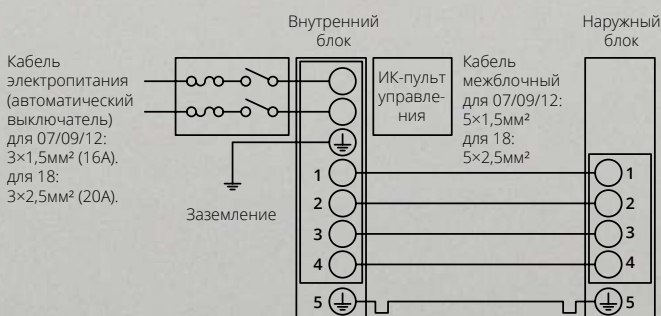 Внутренний
блок
Наружный
блок
Кабель
электропитания
(автоматический
выключатель)
для 07/09/12:
3×1,5мм² (16А).
для 18:
3×2,5мм² (20А).
Заземление
ИК-пульт
управле-
ния
Кабель
межблочный
для 07/09/12:
5×1,5мм²
для 18:
5×2,5мм²
1
2
3
4
5
1
2
3
4
5